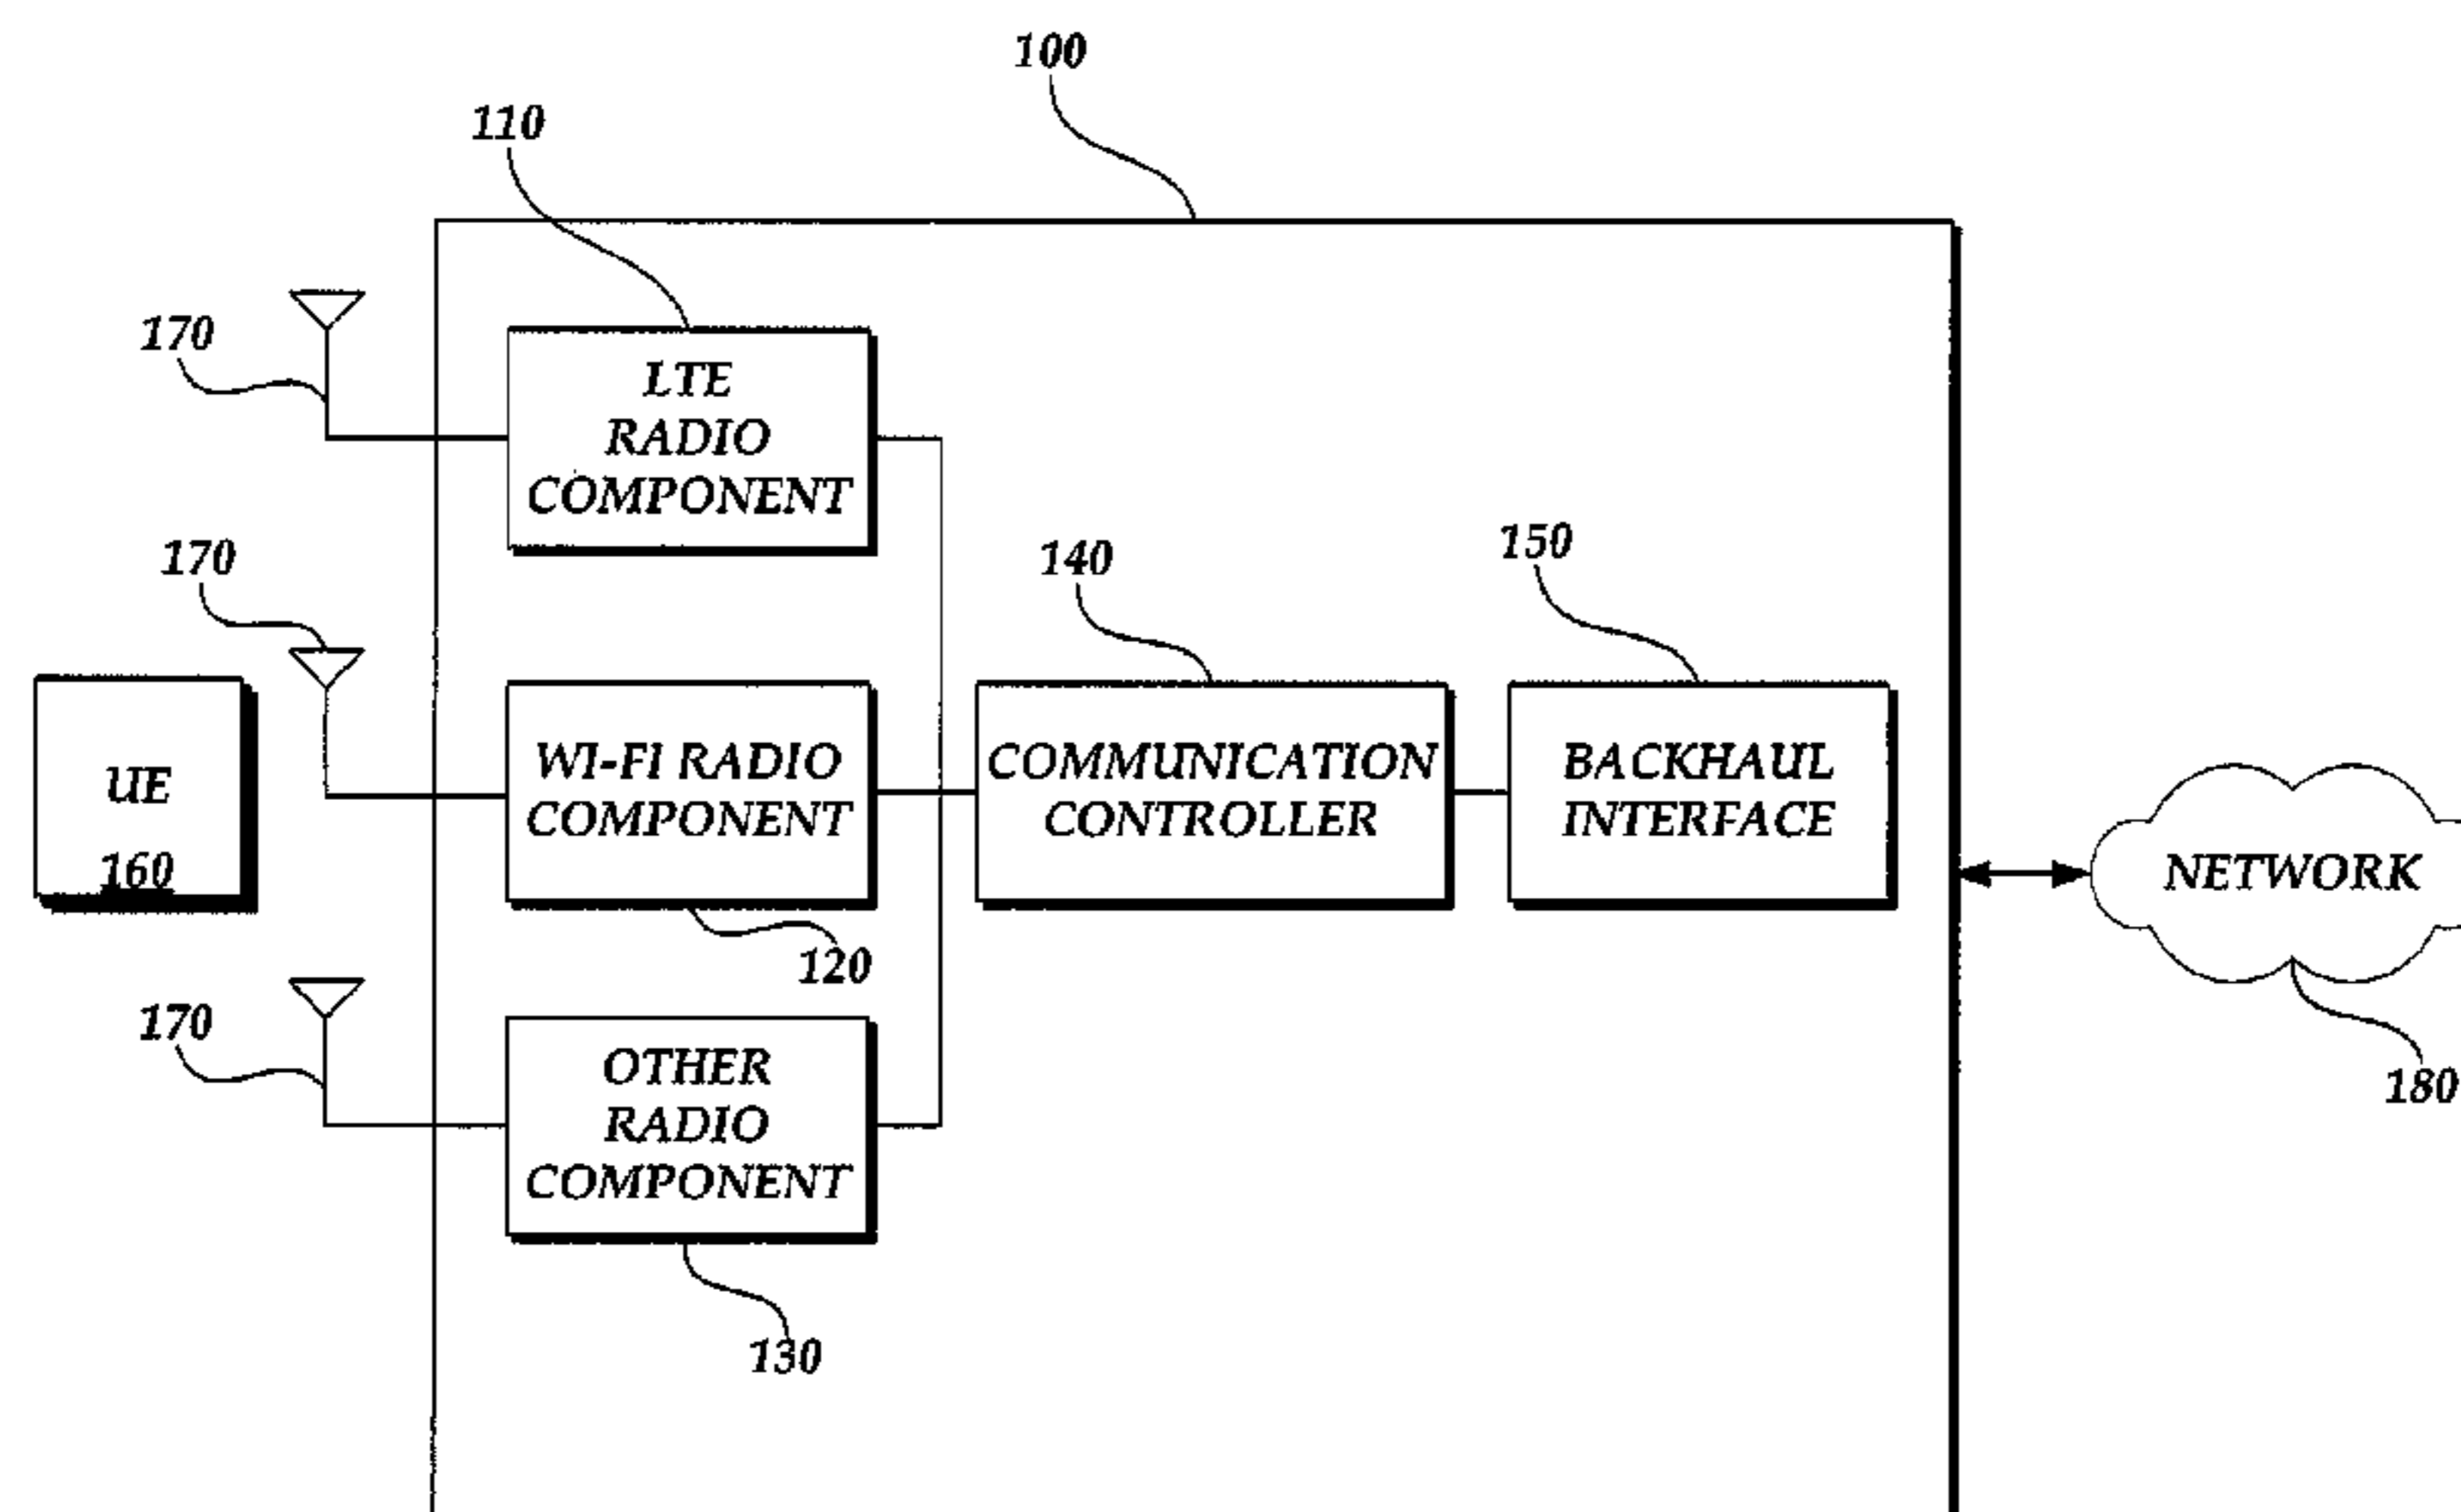 100
110
170
LTE
RADIO
COMPONENT
170
140
150
UE
160
WI-FI RADIO
COMPONENT
COMMUNICATION
CONTROLLER
BACKHAUL
INTERFACE
NETWORK
120
170
OTHER
RADIO
COMPONENT
180
130